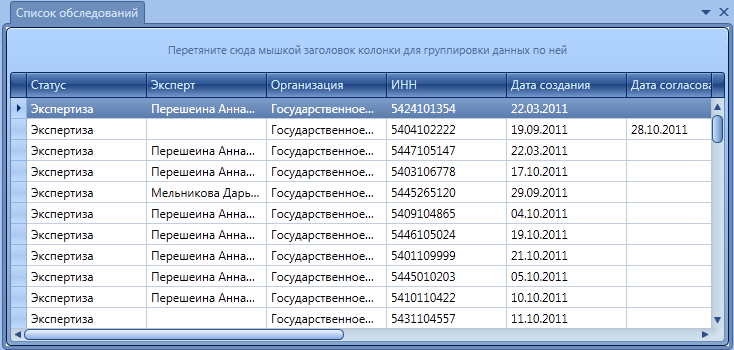 Список обследований
Перетяните сюда мышкой заголовок колонки для группировки данных по ней
Статус Эксперт Организация ИНН Дата создания Дата согласова
Экспертиза Перешеина Анна... Государственное... 5424101354 22.03.2011
Экспертиза Государственное... 5404102222 19.09.2011 28.10.2011
Экспертиза Перешеина Анна... Государственное... 5447105147 22.03.2011
Экспертиза Перешеина Анна... Государственное... 5403106778 17.10.2011
Экспертиза Мельникова Дарь... Государственное... 5445265120 29.09.2011
Экспертиза Перешеина Анна... Государственное... 5409104865 04.10.2011
Экспертиза Перешеина Анна... Государственное... 5446105024 19.10.2011
Экспертиза Перешеина Анна... Государственное... 5401109999 21.10.2011
Экспертиза Перешеина Анна... Государственное... 5445010203 05.10.2011
Экспертиза Перешеина Анна... Государственное... 5410110422 10.10.2011
Экспертиза Государственное... 5431104557 11.10.2011